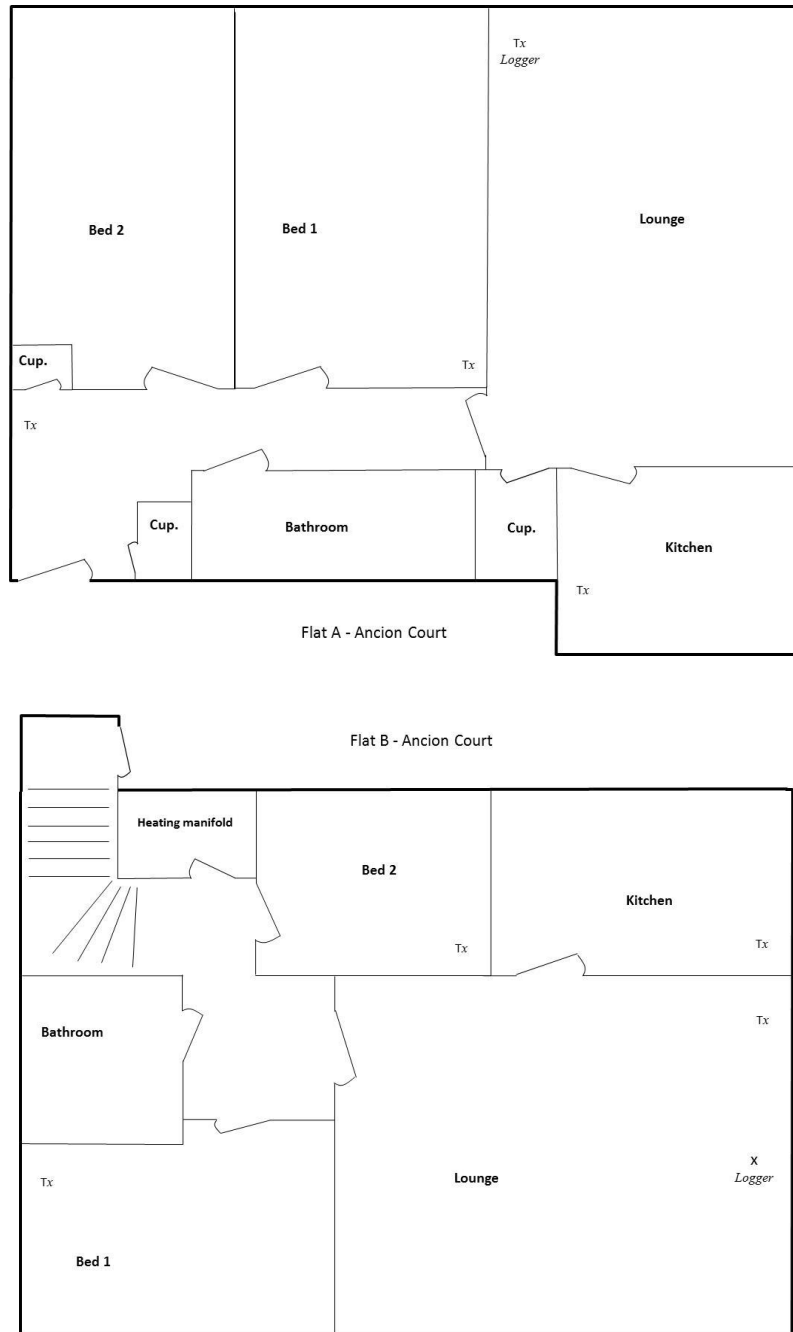 Tx
Logger
Bed 2
Bed 1
Lounge
Cup.
Tx
Tx
Cup.
Bathroom
Cup.
Kitchen
Tx
Flat A - Ancion Court
Flat B - Ancion Court
Heating manifold
Bed 2
Kitchen
Tx
Tx
Tx
Bathroom
x
Logger
Lounge
Tx
Bed 1